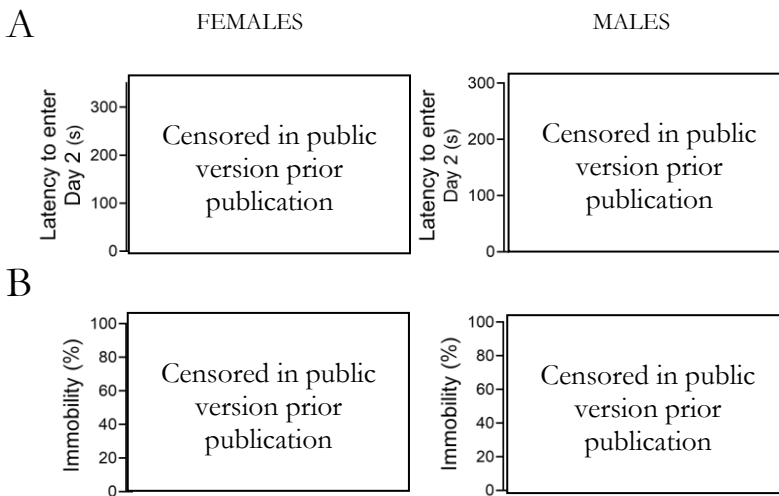 A
FEMALES
MALES
Latency to enter
Day 2 (s)
300
200
100
0
Censored in public
version prior
publication
Latency to enter
Day 2 (s)
300
200
100
0
Censored in public
version prior
publication
B
Immobility (%)
100
80
60
40
20
0
Censored in public
version prior
publication
Immobility (%)
100
80
60
40
20
0
Censored in public
version prior
publication